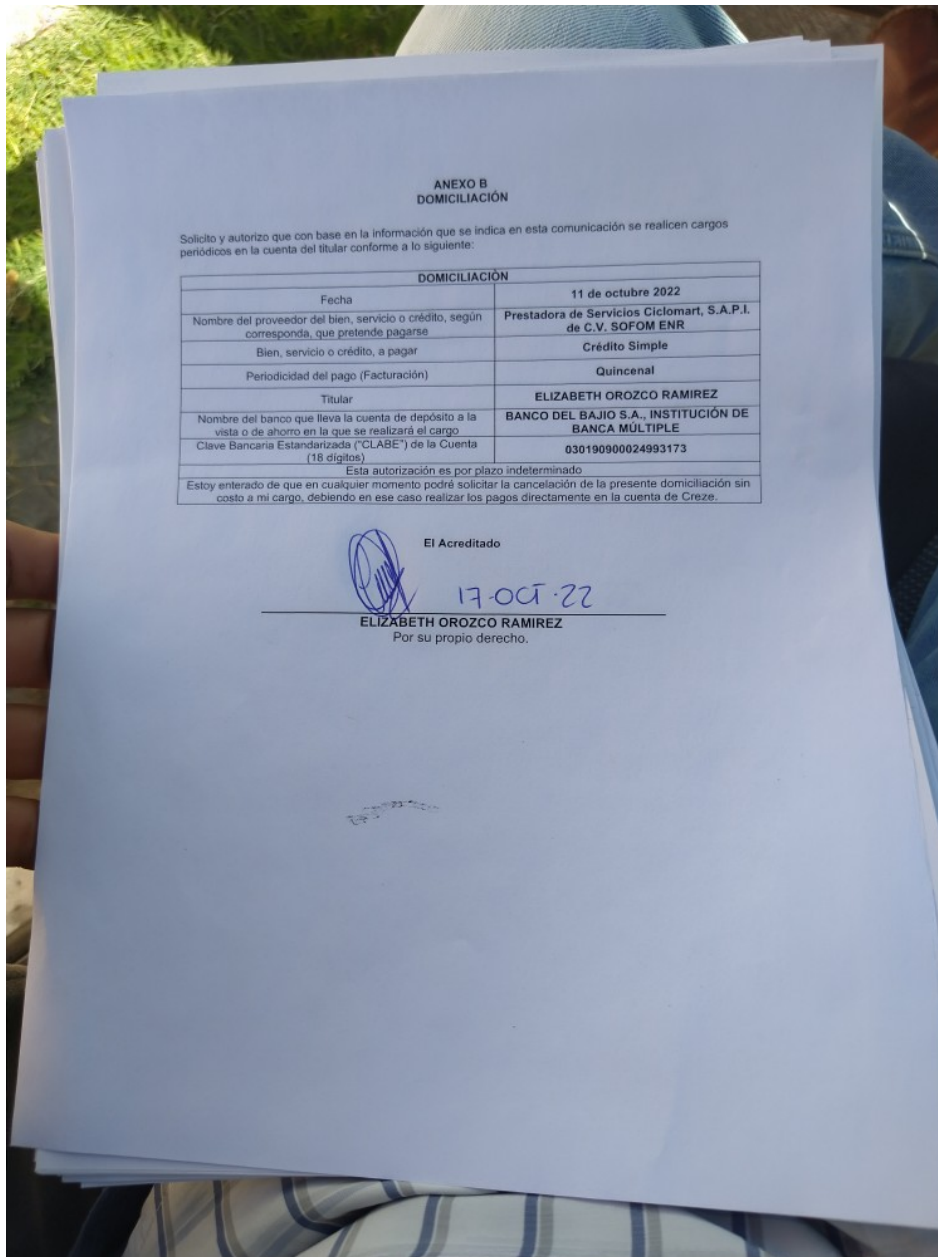 ANEXO B
DOMICILIACIÓN
Solicito y autorizo que con base en la información que se indica en esta comunicación se realicen cargos
periódicos en la cuenta del titular conforme a lo siguiente:
DOMICILIACIÓN
Fecha
11 de octubre 2022
Nombre del proveedor del bien, servicio o crédito, según
corresponda, que pretende pagarse
Prestadora de Servicios Ciclomart, S.A.P.I.
de C.V. SOFOM ENR
Bien, servicio o crédito, a pagar
Crédito Simple
Periodicidad del pago (Facturación)
Quincenal
Titular
ELIZABETH OROZCO RAMIREZ
Nombre del banco que lleva la cuenta de depósito a la
vista o de ahorro en la que se realizará el cargo
BANCO DEL BAJIO S.A., INSTITUCIÓN DE
BANCA MÚLTIPLE
Clave Bancaria Estandarizada ("CLABE") de la Cuenta
(18 dígitos)
030190900024993173
Esta autorización es por plazo indeterminado
Estoy enterado de que en cualquier momento podré solicitar la cancelación de la presente domiciliación sin
costo a mi cargo, debiendo en ese caso realizar los pagos directamente en la cuenta de Creze.
El Acreditado
17-OCT-22
ELIZABETH OROZCO RAMIREZ
Por su propio derecho.